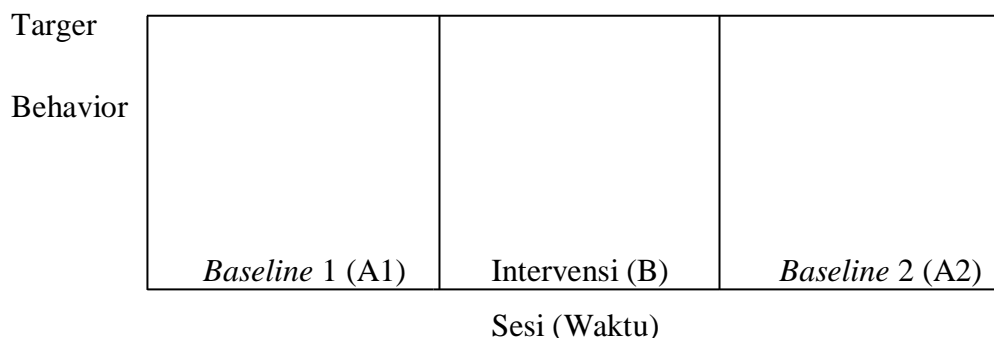 Targer
Behavior
Baseline 1 (A1) Intervensi (B) Baseline 2 (A2)
Sesi (Waktu)